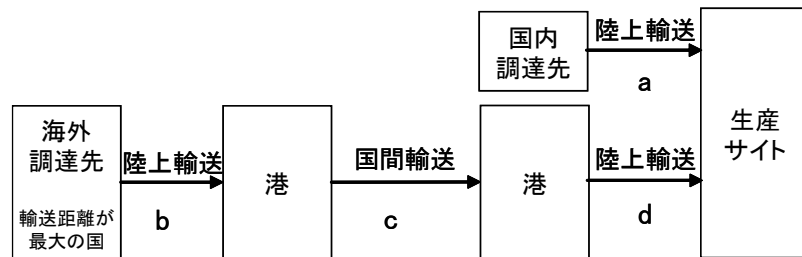 国内
調達先
陸上輸送
a
海外
調達先
輸送距離が
最大の国
陸上輸送
b
港
国間輸送
c
港
陸上輸送
d
生産
サイト